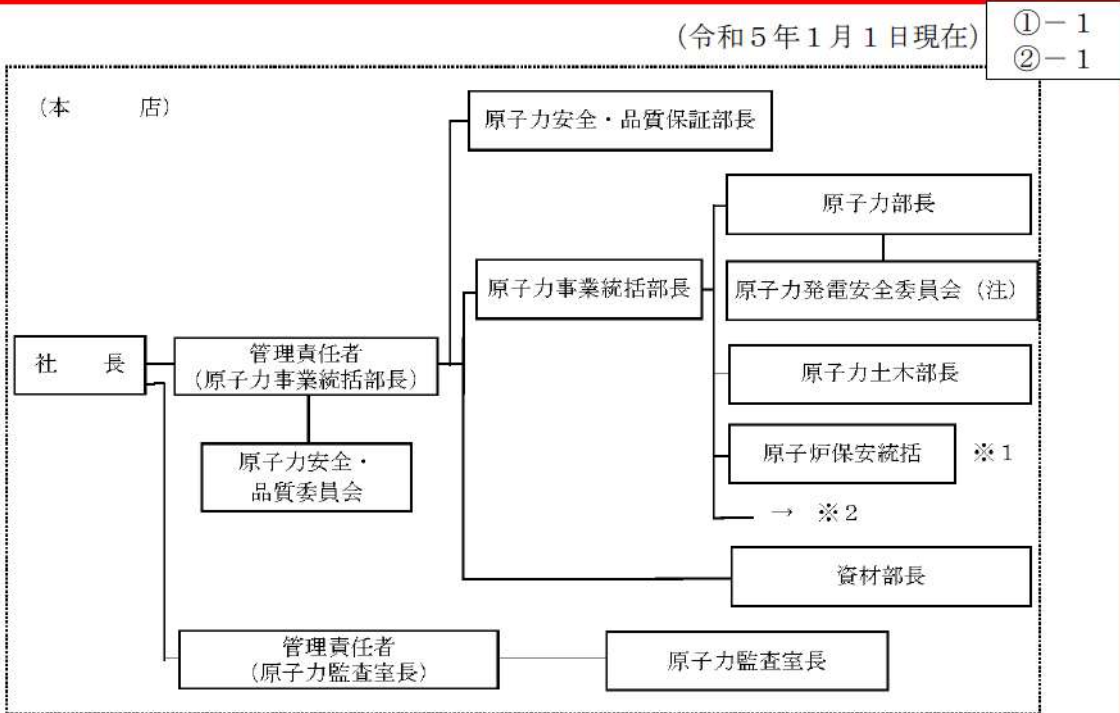 (令和5年1月1日現在)
①-1
②-1
(本　　店)
原子力安全・品質保証部長
原子力部長
原子力事業統括部長
原子力発電安全委員会(注)
社　　長
管理責任者
(原子力事業統括部長)
原子力土木部長
原子力安全・
品質委員会
原子炉保安統括
※1
→ ※2
資材部長
管理責任者
(原子力監査室長)
原子力監査室長